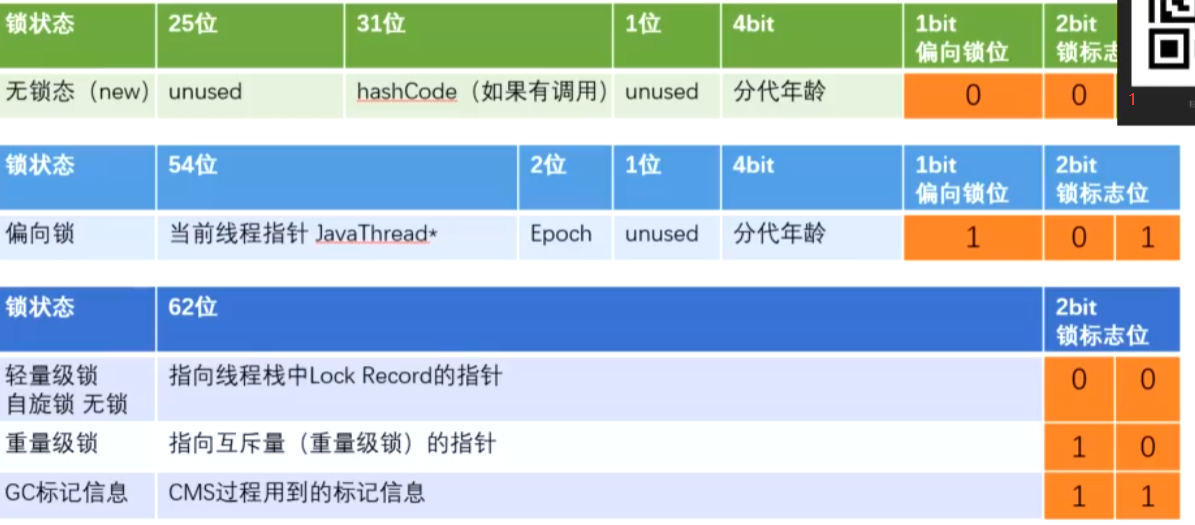 锁状态 25位 31位 1位 4bit 1bit 2bit
偏向锁位 锁标志
无锁态（new） unused hashCode（如果有调用） unused 分代年龄 0 0 1
锁状态 54位 2位 1位 4bit 1bit 2bit
偏向锁位 锁标志位
偏向锁 当前线程指针 JavaThread* Epoch unused 分代年龄 1 0 1
锁状态 62位 2bit
锁标志位
轻量级锁 指向线程栈中Lock Record的指针 0 0
自旋锁 无锁
重量级锁 指向互斥量（重量级锁）的指针 1 0
GC标记信息 CMS过程用到的标记信息 1 1